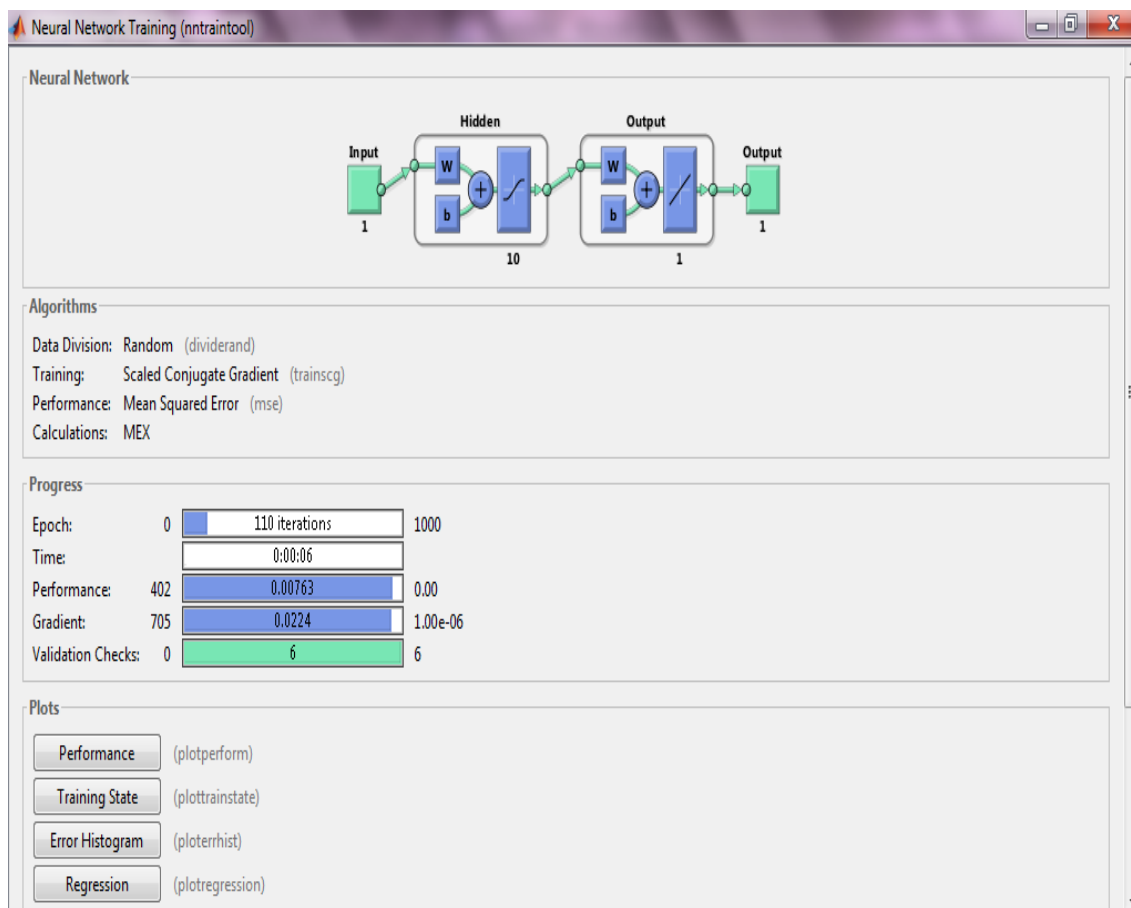 Neural Network Training (nntraintool)
Neural Network
Hidden
Output
Input
W
b
+
W
b
+
Output
1
10
1
1
Algorithms
Data Division: Random (dividerand)
Training: Scaled Conjugate Gradient (trainscg)
Performance: Mean Squared Error (mse)
Calculations: MEX
Progress
Epoch: 0 110 iterations 1000
Time: 0:00:06
Performance: 402 0.00763 0.00
Gradient: 705 0.0224 1.00e-06
Validation Checks: 0 6 6
Plots
Performance (plotperform)
Training State (plottrainstate)
Error Histogram (ploterrhist)
Regression (plotregression)